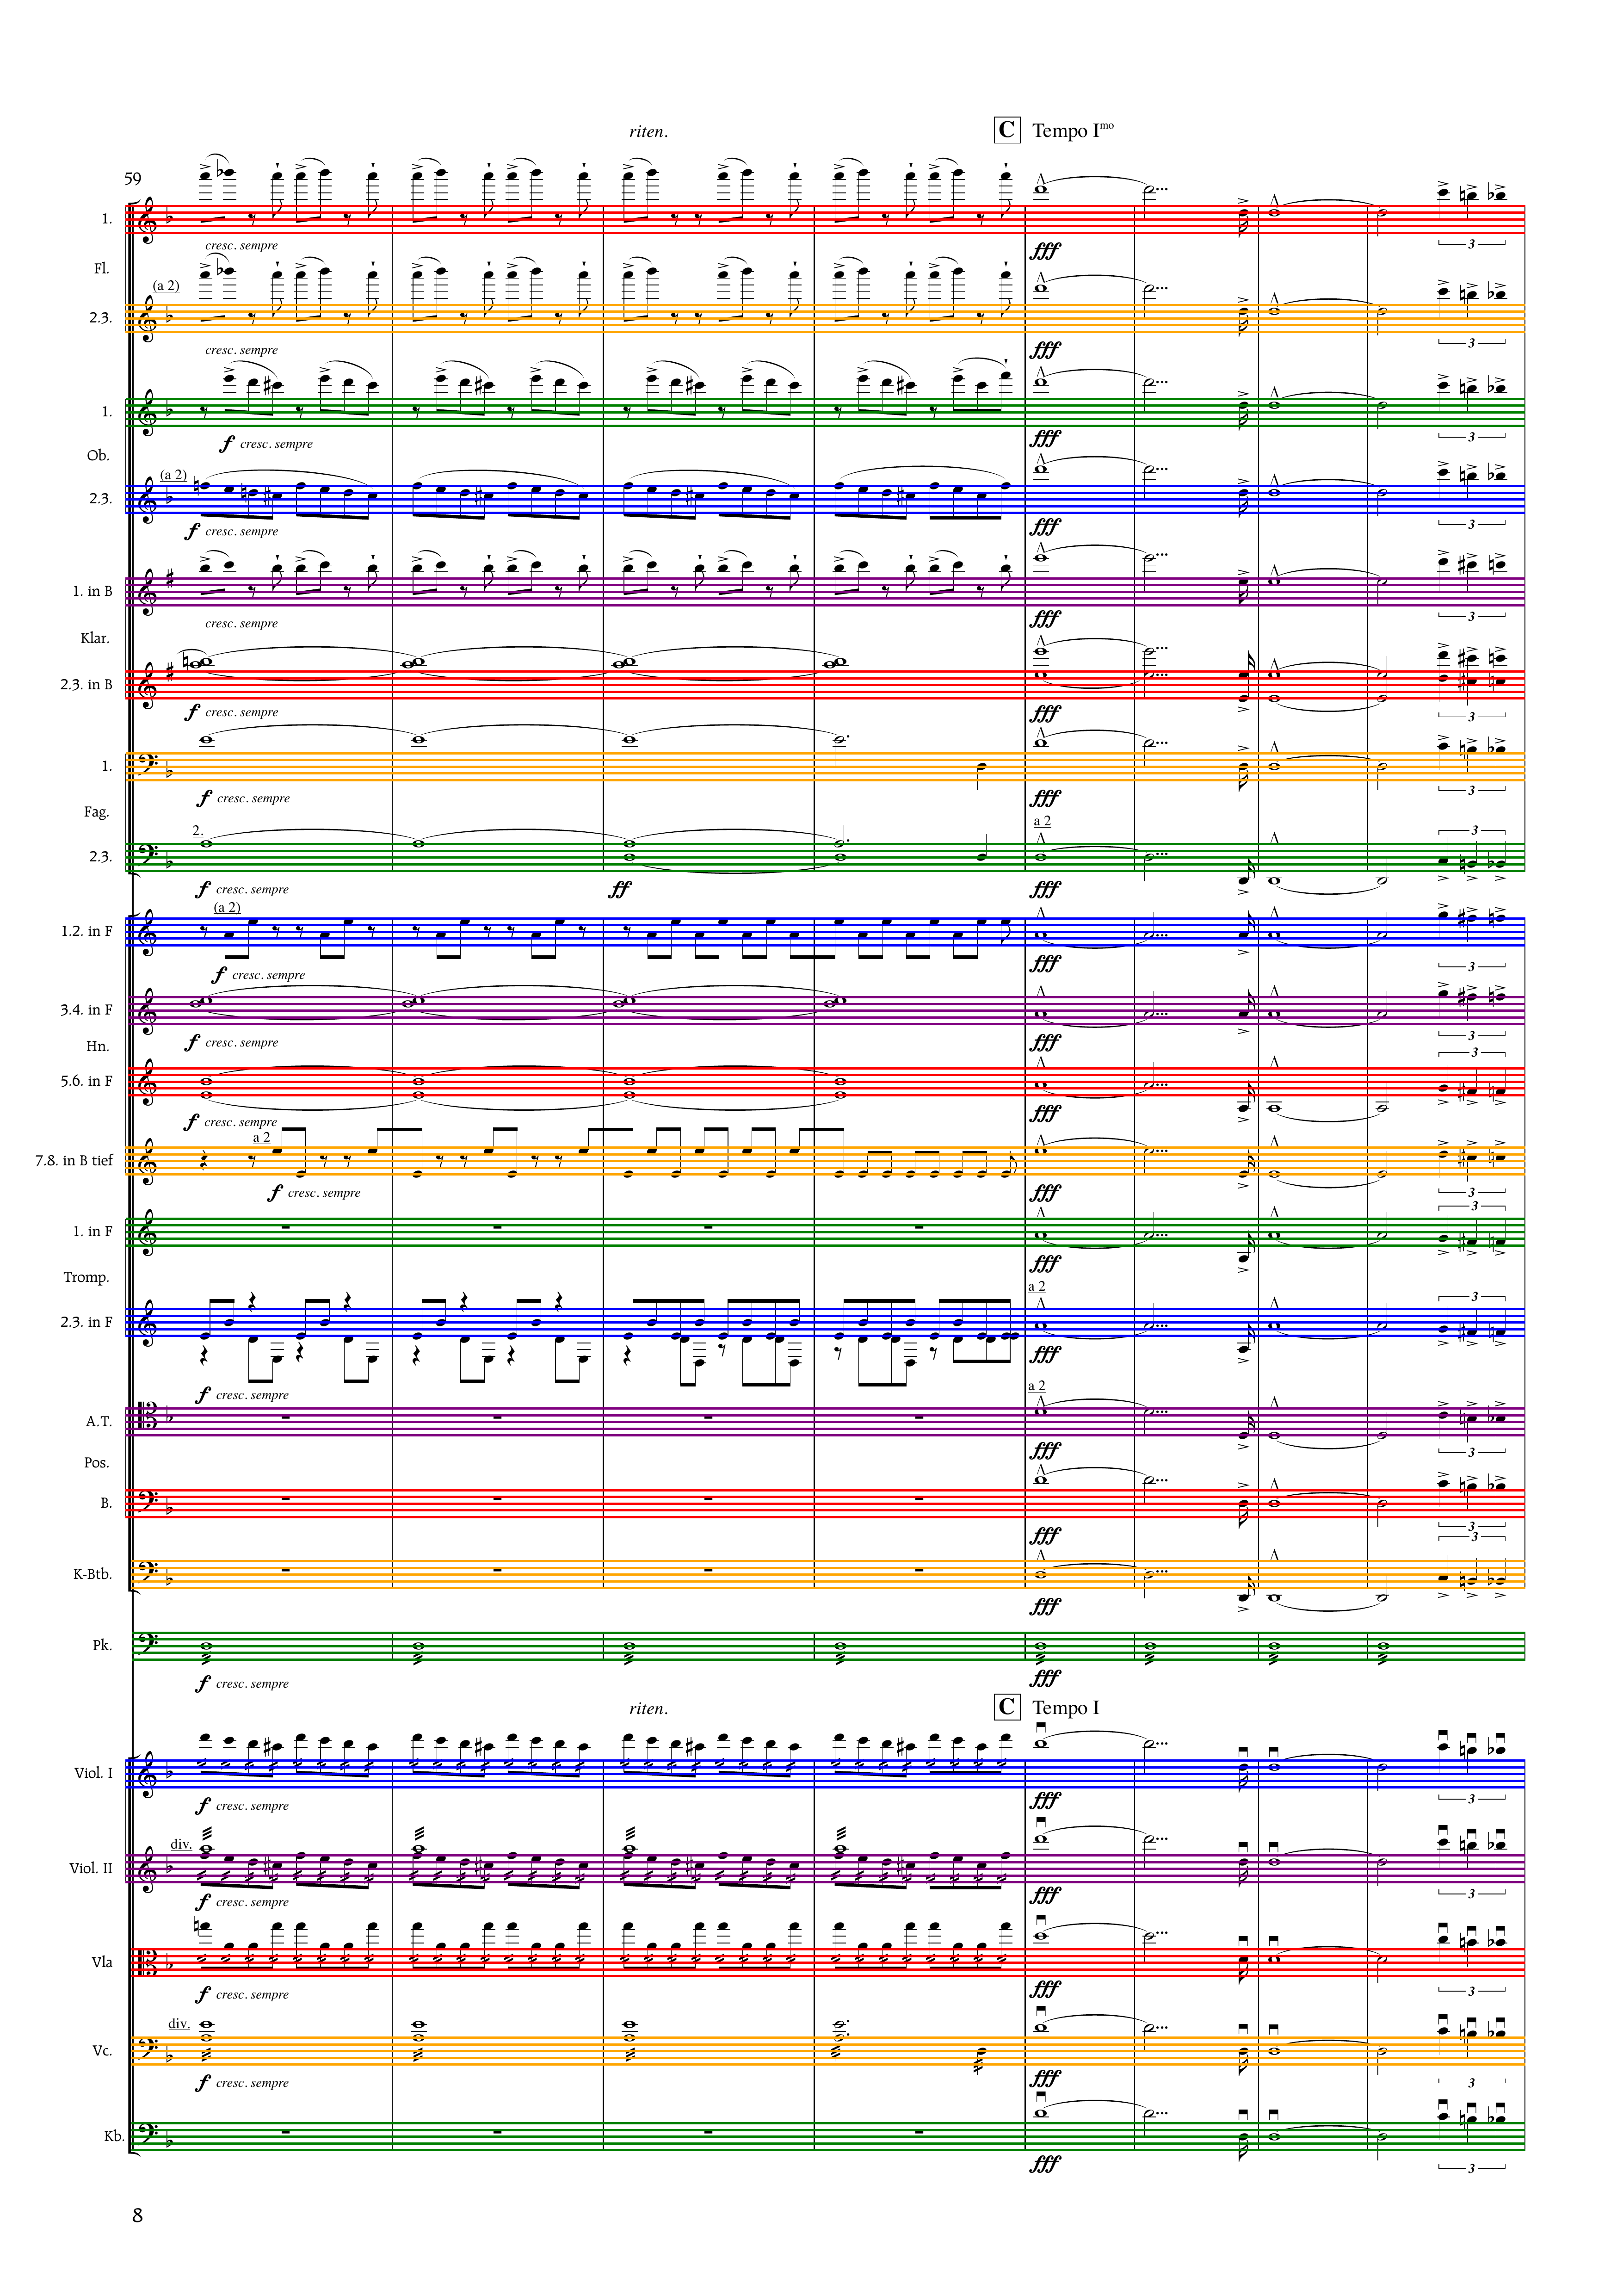 riten. C Tempo Imo
59
1.
cresc. sempre fff 3
Fl.
(a 2)
2.3.
cresc. sempre fff 3
1.
f cresc. sempre fff 3
Ob.
(a 2)
2.3.
f cresc. sempre fff 3
1. in B
cresc. sempre fff 3
Klar.
2.3. in B
f cresc. sempre fff 3
1.
f cresc. sempre fff 3
Fag.
2. a 2 3
2.3.
f cresc. sempre ff fff
(a 2)
1.2. in F
f cresc. sempre fff 3
3.4. in F
f cresc. sempre fff 3
Hn.
3
5.6. in F
f cresc. sempre fff
a 2
7.8. in B tief
f cresc. sempre fff 3
3
1. in F
fff
Tromp.
a 2 3
2.3. in F
f cresc. sempre fff
a 2
A.T.
fff 3
Pos.
B.
fff 3
3
K-Btb.
fff
Pk.
f cresc. sempre fff
riten. C Tempo I
Viol. I
f cresc. sempre fff 3
div.
Viol. II
f cresc. sempre fff 3
Vla
f cresc. sempre fff 3
div.
Vc.
f cresc. sempre fff 3
Kb.
fff 3
8